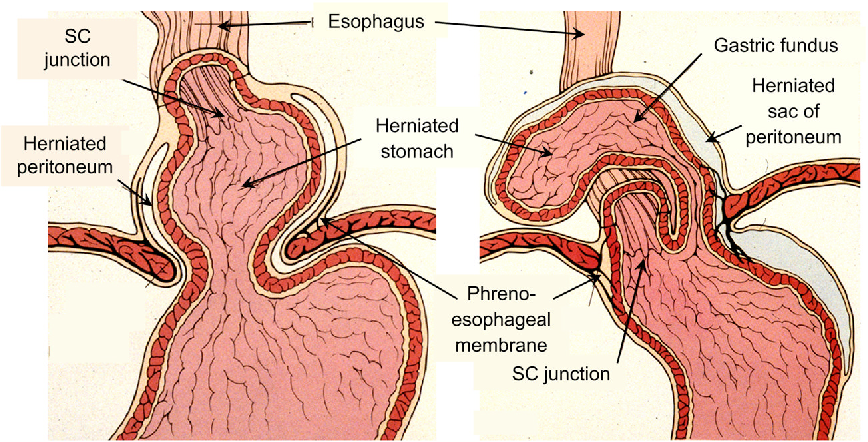 Esophagus
SC
junction
Herniated
peritoneum
Herniated
stomach
Phreno-
esophageal
membrane
Gastric fundus
Herniated
sac of
peritoneum
SC junction